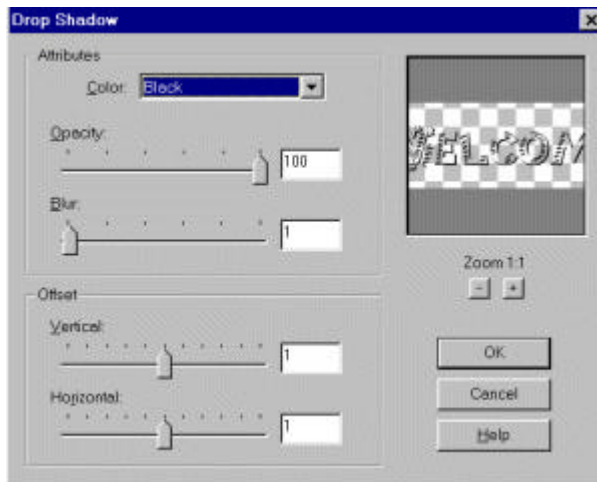 Drop Shadow
Attributes
Color: Black
Opacity:
100
Blur:
1
WELCOM
Zoom 1:1
Offset
Vertical:
1
Horizontal:
1
OK
Cancel
Help